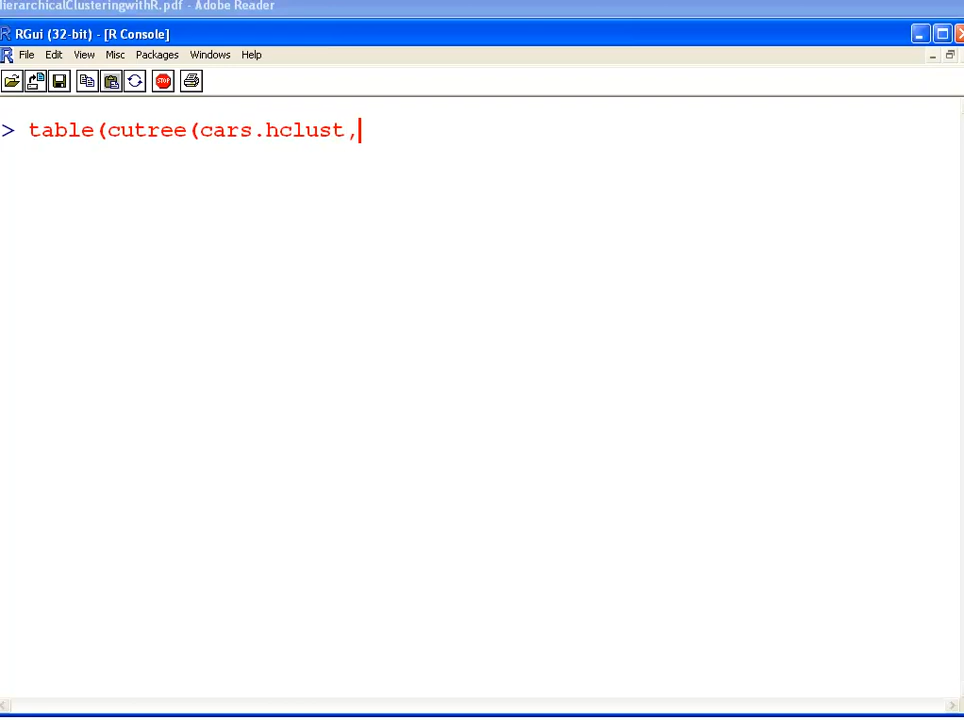 ierarchicalClusteringwithR.pdf - Adobe Reader
RGui (32-bit) - [R Console]
File Edit View Misc Packages Windows Help
STOP
> table(cutree(cars.hclust,